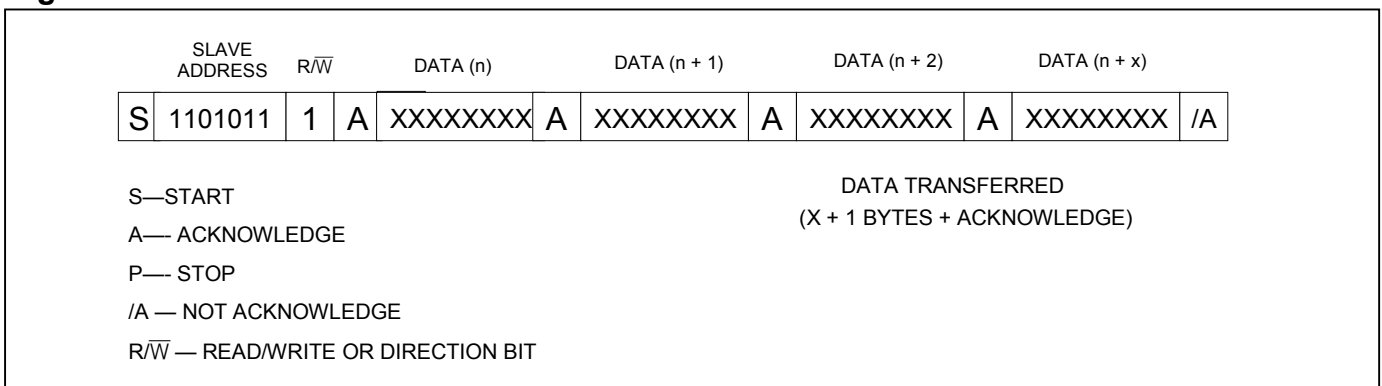 SLAVE
ADDRESS R/W̅ DATA (n) DATA (n + 1) DATA (n + 2) DATA (n + x)
S 1101011 1 A XXXXXXXX A XXXXXXXX A XXXXXXXX A XXXXXXXX /A
S—START
DATA TRANSFERRED
(X + 1 BYTES + ACKNOWLEDGE)
A—- ACKNOWLEDGE
P—- STOP
/A — NOT ACKNOWLEDGE
R/W̅ — READ/WRITE OR DIRECTION BIT